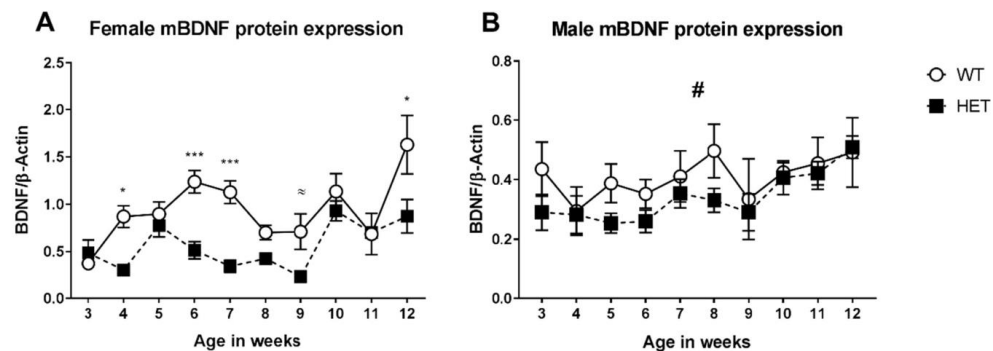 A Female mBDNF protein expression
2.5
2.0
1.5
1.0
0.5
0.0
BDNF/β-Actin
*
***
***
≈
*
3 4 5 6 7 8 9 10 11 12
Age in weeks
B Male mBDNF protein expression
0.8
0.6
0.4
0.2
0.0
BDNF/β-Actin
#
3 4 5 6 7 8 9 10 11 12
Age in weeks
WT
HET